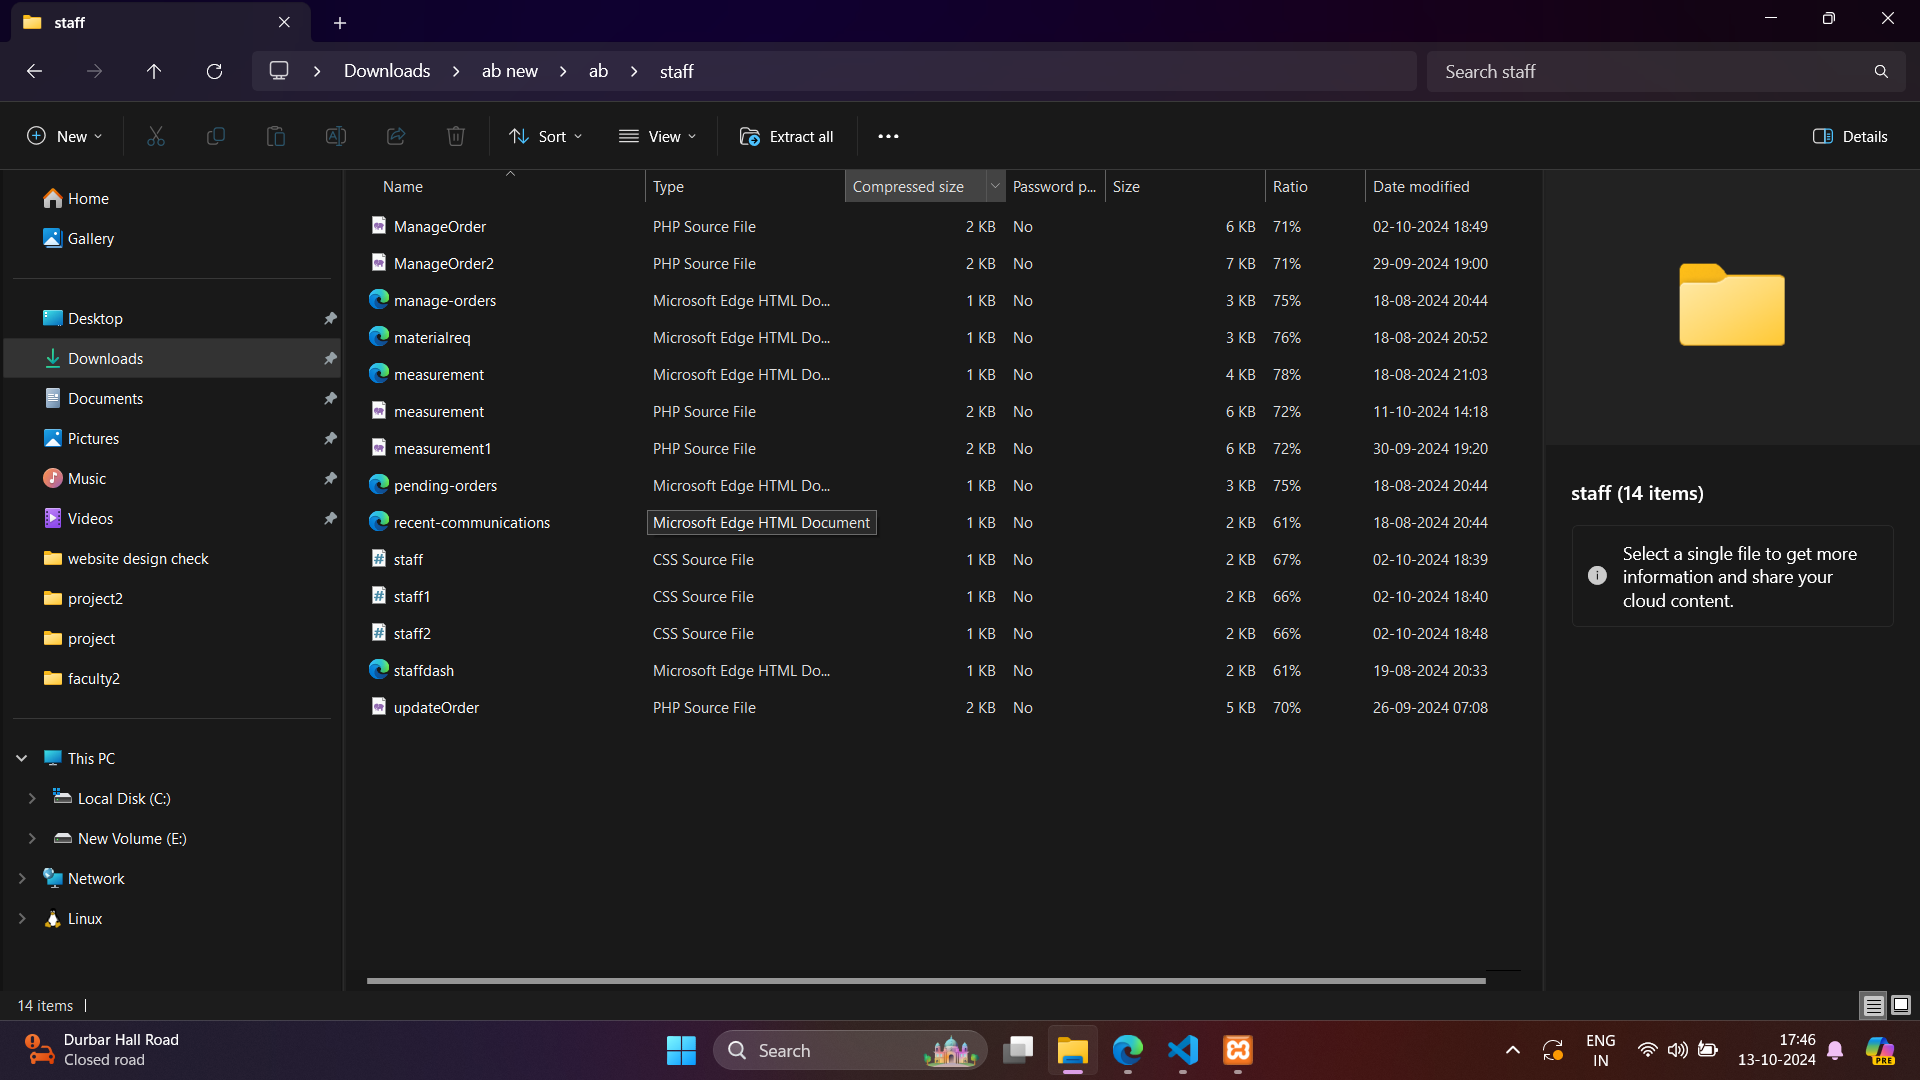 staff
Downloads > ab new > ab > staff
Search staff
New
Sort
View
Extract all
Details
Home
Gallery
Desktop
Downloads
Documents
Pictures
Music
Videos
website design check
project2
project
faculty2
This PC
Local Disk (C:)
New Volume (E:)
Network
Linux
Name Type Compressed size Password p... Size Ratio Date modified
ManageOrder PHP Source File 2 KB No 6 KB 71% 02-10-2024 18:49
ManageOrder2 PHP Source File 2 KB No 7 KB 71% 29-09-2024 19:00
manage-orders Microsoft Edge HTML Do... 1 KB No 3 KB 75% 18-08-2024 20:44
materialreq Microsoft Edge HTML Do... 1 KB No 3 KB 76% 18-08-2024 20:52
measurement Microsoft Edge HTML Do... 1 KB No 4 KB 78% 18-08-2024 21:03
measurement PHP Source File 2 KB No 6 KB 72% 11-10-2024 14:18
measurement1 PHP Source File 2 KB No 6 KB 72% 30-09-2024 19:20
pending-orders Microsoft Edge HTML Do... 1 KB No 3 KB 75% 18-08-2024 20:44
recent-communications Microsoft Edge HTML Document 1 KB No 2 KB 61% 18-08-2024 20:44
staff CSS Source File 1 KB No 2 KB 67% 02-10-2024 18:39
staff1 CSS Source File 1 KB No 2 KB 66% 02-10-2024 18:40
staff2 CSS Source File 1 KB No 2 KB 66% 02-10-2024 18:48
staffdash Microsoft Edge HTML Do... 1 KB No 2 KB 61% 19-08-2024 20:33
updateOrder PHP Source File 2 KB No 5 KB 70% 26-09-2024 07:08
staff (14 items)
Select a single file to get more
information and share your
cloud content.
14 items
Durbar Hall Road
Closed road
Search
ENG
IN
17:46
13-10-2024
PRE